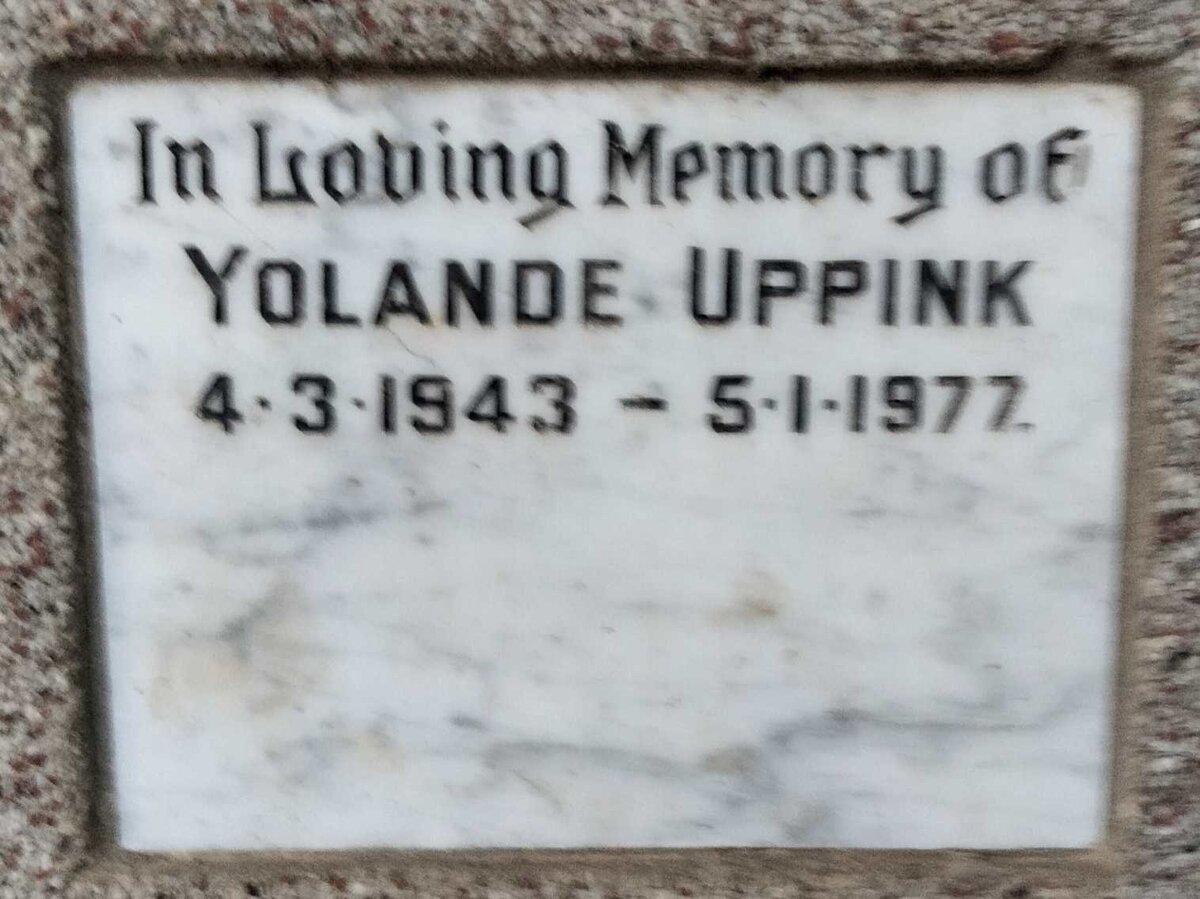 In Loving Memory of
YOLANDE UPPINK
4·3·1943 – 5·1·1977.